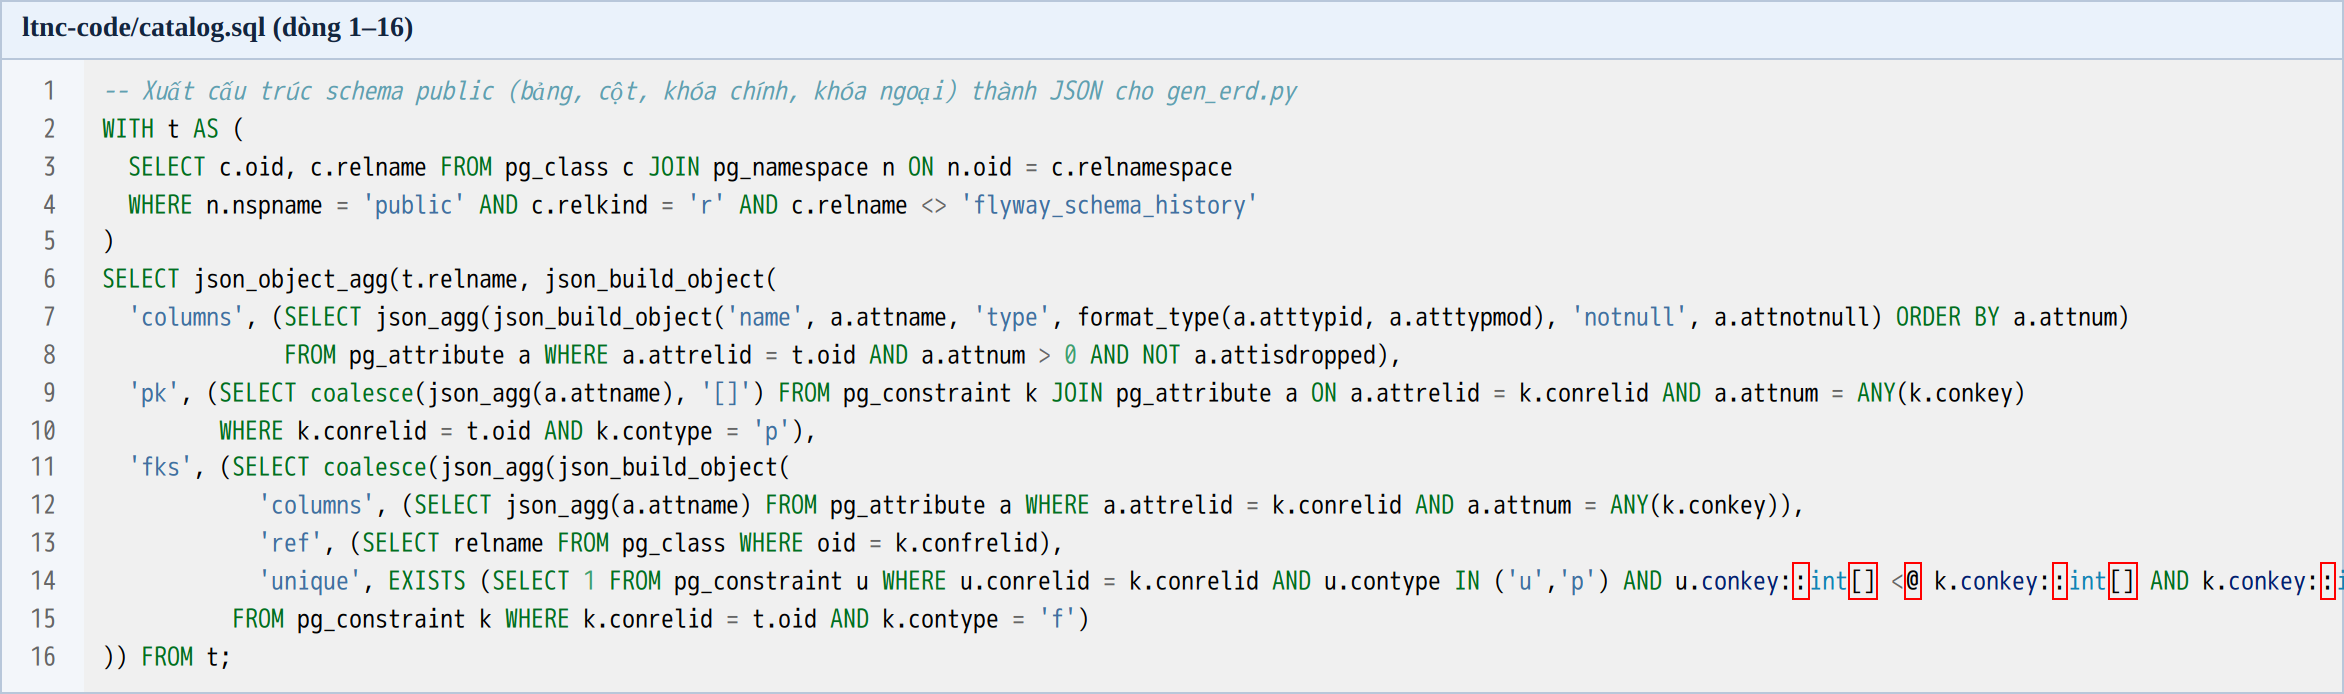 ltnc-code/catalog.sql (dòng 1–16)
1 -- Xuất cấu trúc schema public (bảng, cột, khóa chính, khóa ngoại) thành JSON cho gen_erd.py
2 WITH t AS (
3 SELECT c.oid, c.relname FROM pg_class c JOIN pg_namespace n ON n.oid = c.relnamespace
4 WHERE n.nspname = 'public' AND c.relkind = 'r' AND c.relname <> 'flyway_schema_history'
5 )
6 SELECT json_object_agg(t.relname, json_build_object(
7 'columns', (SELECT json_agg(json_build_object('name', a.attname, 'type', format_type(a.atttypid, a.atttypmod), 'notnull', a.attnotnull) ORDER BY a.attnum)
8 FROM pg_attribute a WHERE a.attrelid = t.oid AND a.attnum > 0 AND NOT a.attisdropped),
9 'pk', (SELECT coalesce(json_agg(a.attname), '[]') FROM pg_constraint k JOIN pg_attribute a ON a.attrelid = k.conrelid AND a.attnum = ANY(k.conkey)
10 WHERE k.conrelid = t.oid AND k.contype = 'p'),
11 'fks', (SELECT coalesce(json_agg(json_build_object(
12 'columns', (SELECT json_agg(a.attname) FROM pg_attribute a WHERE a.attrelid = k.conrelid AND a.attnum = ANY(k.conkey)),
13 'ref', (SELECT relname FROM pg_class WHERE oid = k.confrelid),
14 'unique', EXISTS (SELECT 1 FROM pg_constraint u WHERE u.conrelid = k.conrelid AND u.contype IN ('u','p') AND u.conkey::int[] <@ k.conkey::int[] AND k.conkey::
15 FROM pg_constraint k WHERE k.conrelid = t.oid AND k.contype = 'f')
16 )) FROM t;